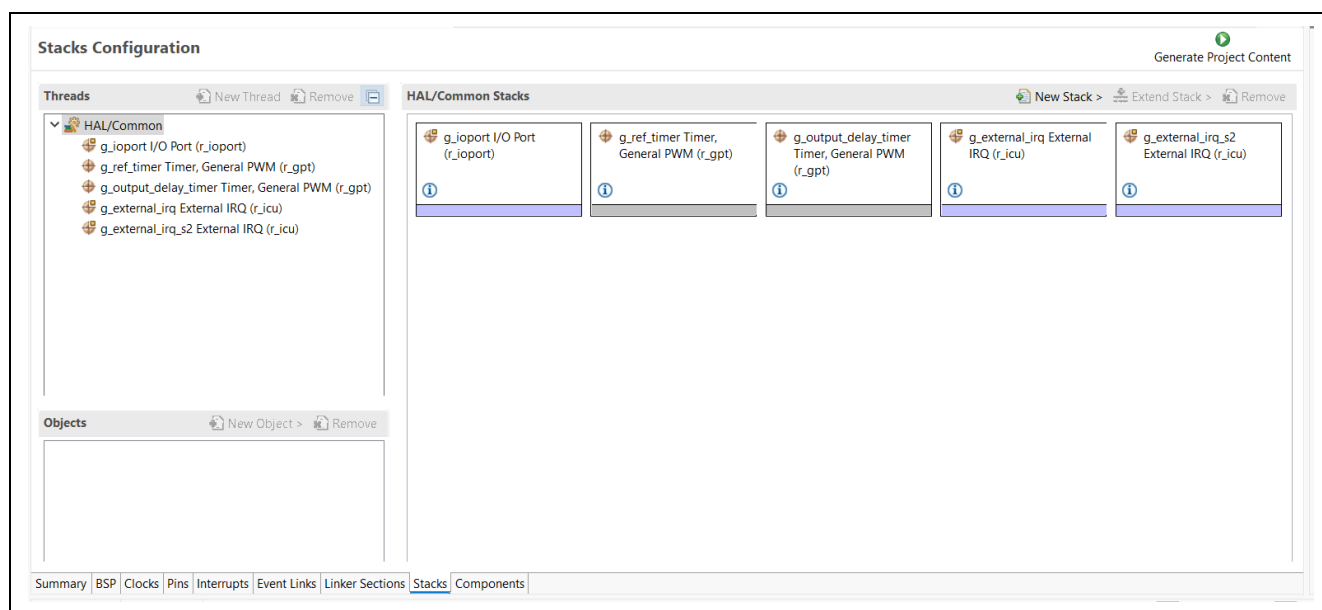 Stacks Configuration
Generate Project Content
Threads
New Thread
Remove
HAL/Common
g_ioport I/O Port (r_ioport)
g_ref_timer Timer, General PWM (r_gpt)
g_output_delay_timer Timer, General PWM (r_gpt)
g_external_irq External IRQ (r_icu)
g_external_irq_s2 External IRQ (r_icu)
Objects
New Object >
Remove
HAL/Common Stacks
New Stack >
Extend Stack >
Remove
g_ioport I/O Port
(r_ioport)
g_ref_timer Timer,
General PWM (r_gpt)
g_output_delay_timer
Timer, General PWM
(r_gpt)
g_external_irq External
IRQ (r_icu)
g_external_irq_s2
External IRQ (r_icu)
Summary BSP Clocks Pins Interrupts Event Links Linker Sections Stacks Components